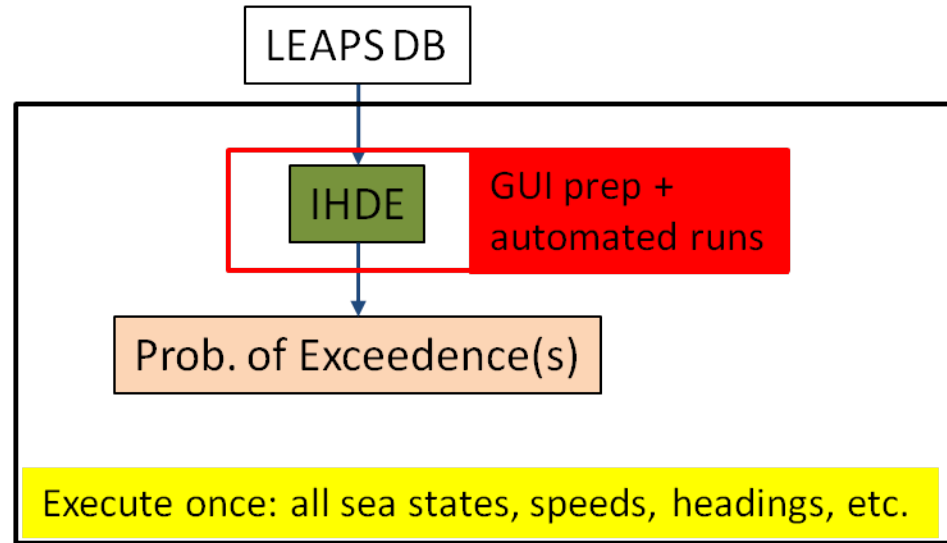 LEAPS DB
IHDE
GUI prep +
automated runs
Prob. of Exceedence(s)
Execute once: all sea states, speeds, headings, etc.